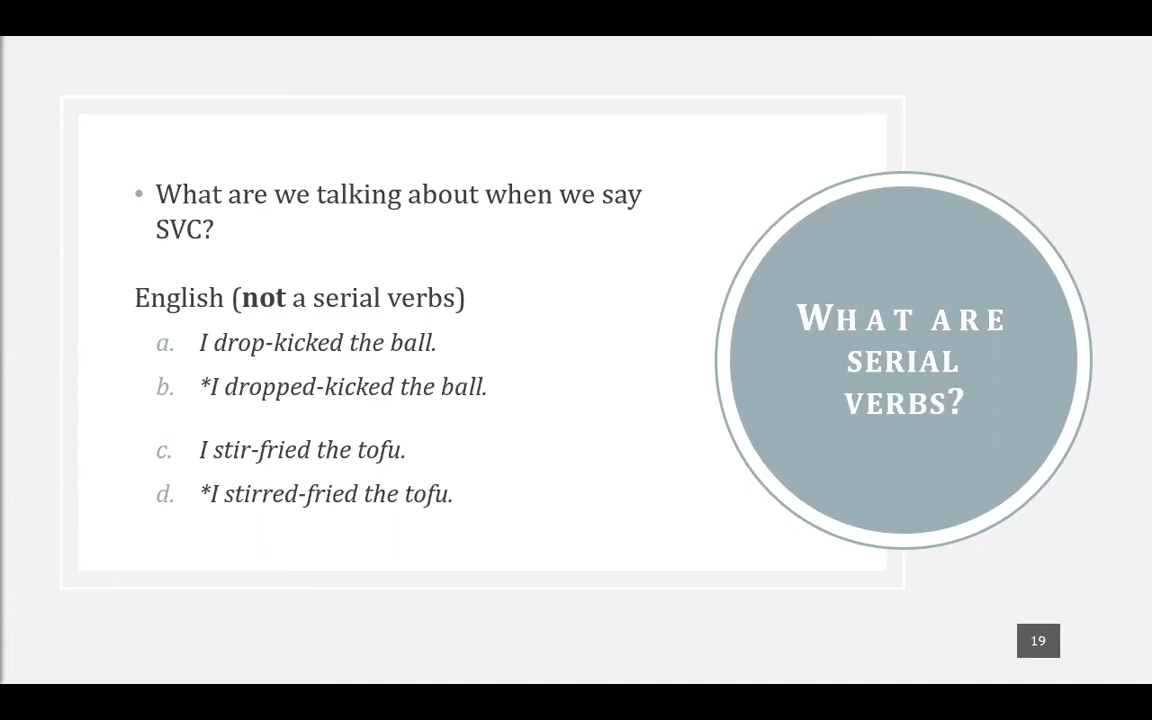 • What are we talking about when we say
SVC?
English (not a serial verbs)
a. I drop-kicked the ball.
b. *I dropped-kicked the ball.
c. I stir-fried the tofu.
d. *I stirred-fried the tofu.
WHAT ARE
SERIAL
VERBS?
19